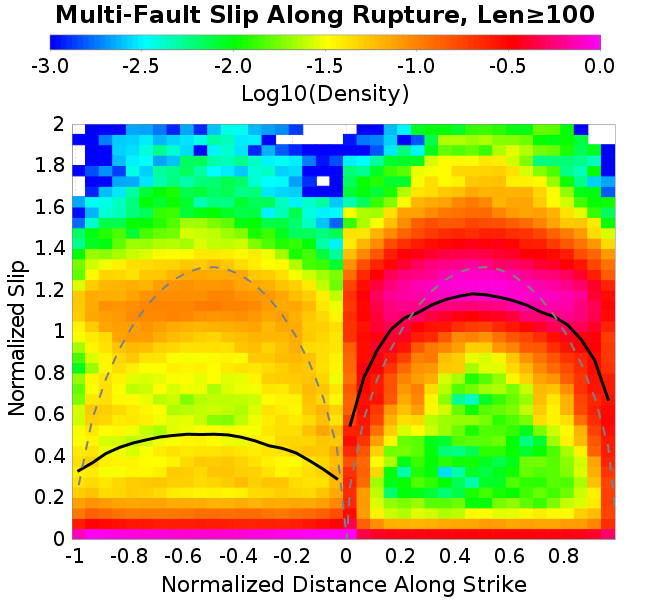 Multi-Fault Slip Along Rupture, Len≥100
-3.0 -2.5 -2.0 -1.5 -1.0 -0.5 0.0
Log10(Density)
2
1.8
1.6
1.4
1.2
1
0.8
0.6
0.4
0.2
0
Normalized Slip
-1 -0.8 -0.6 -0.4 -0.2 0 0.2 0.4 0.6 0.8
Normalized Distance Along Strike